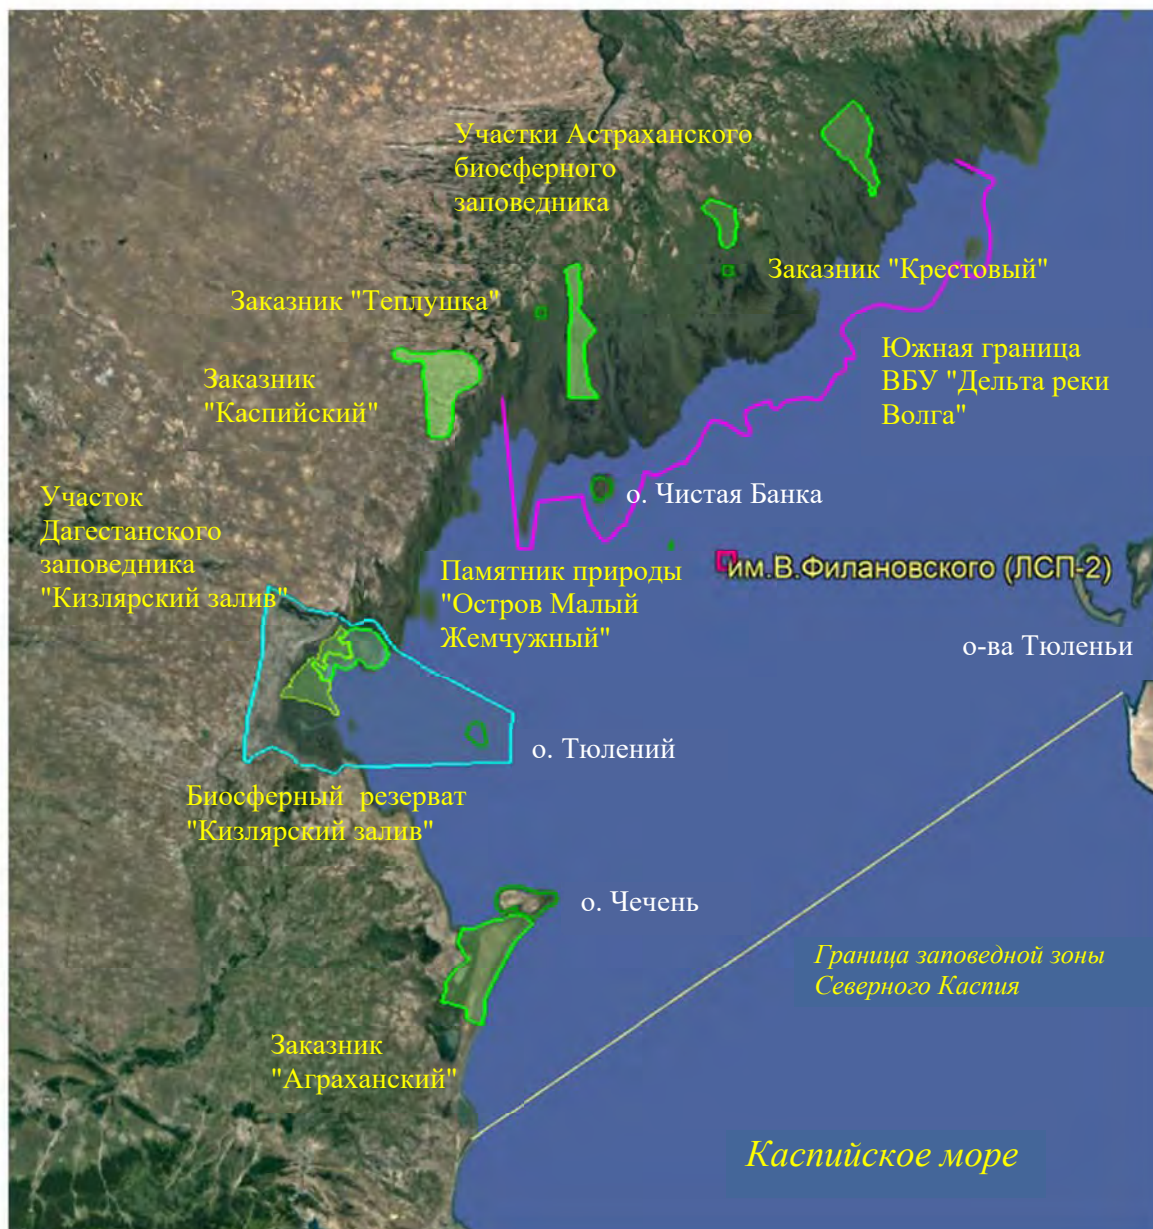 Участки Астраханского
биосферного
заповедника
Заказник "Крестовый"
Заказник "Теплушка"
Южная граница
ВБУ "Дельта реки
Волга"
Заказник
"Каспийский"
о. Чистая Банка
Участок
Дагестанского
заповедника
"Кизлярский залив"
им.В.Филановского (ЛСП-2)
Памятник природы
"Остров Малый
Жемчужный"
о-ва Тюленьи
о. Тюлений
Биосферный резерват
"Кизлярский залив"
о. Чечень
Граница заповедной зоны
Северного Каспия
Заказник
"Аграханский"
Каспийское море